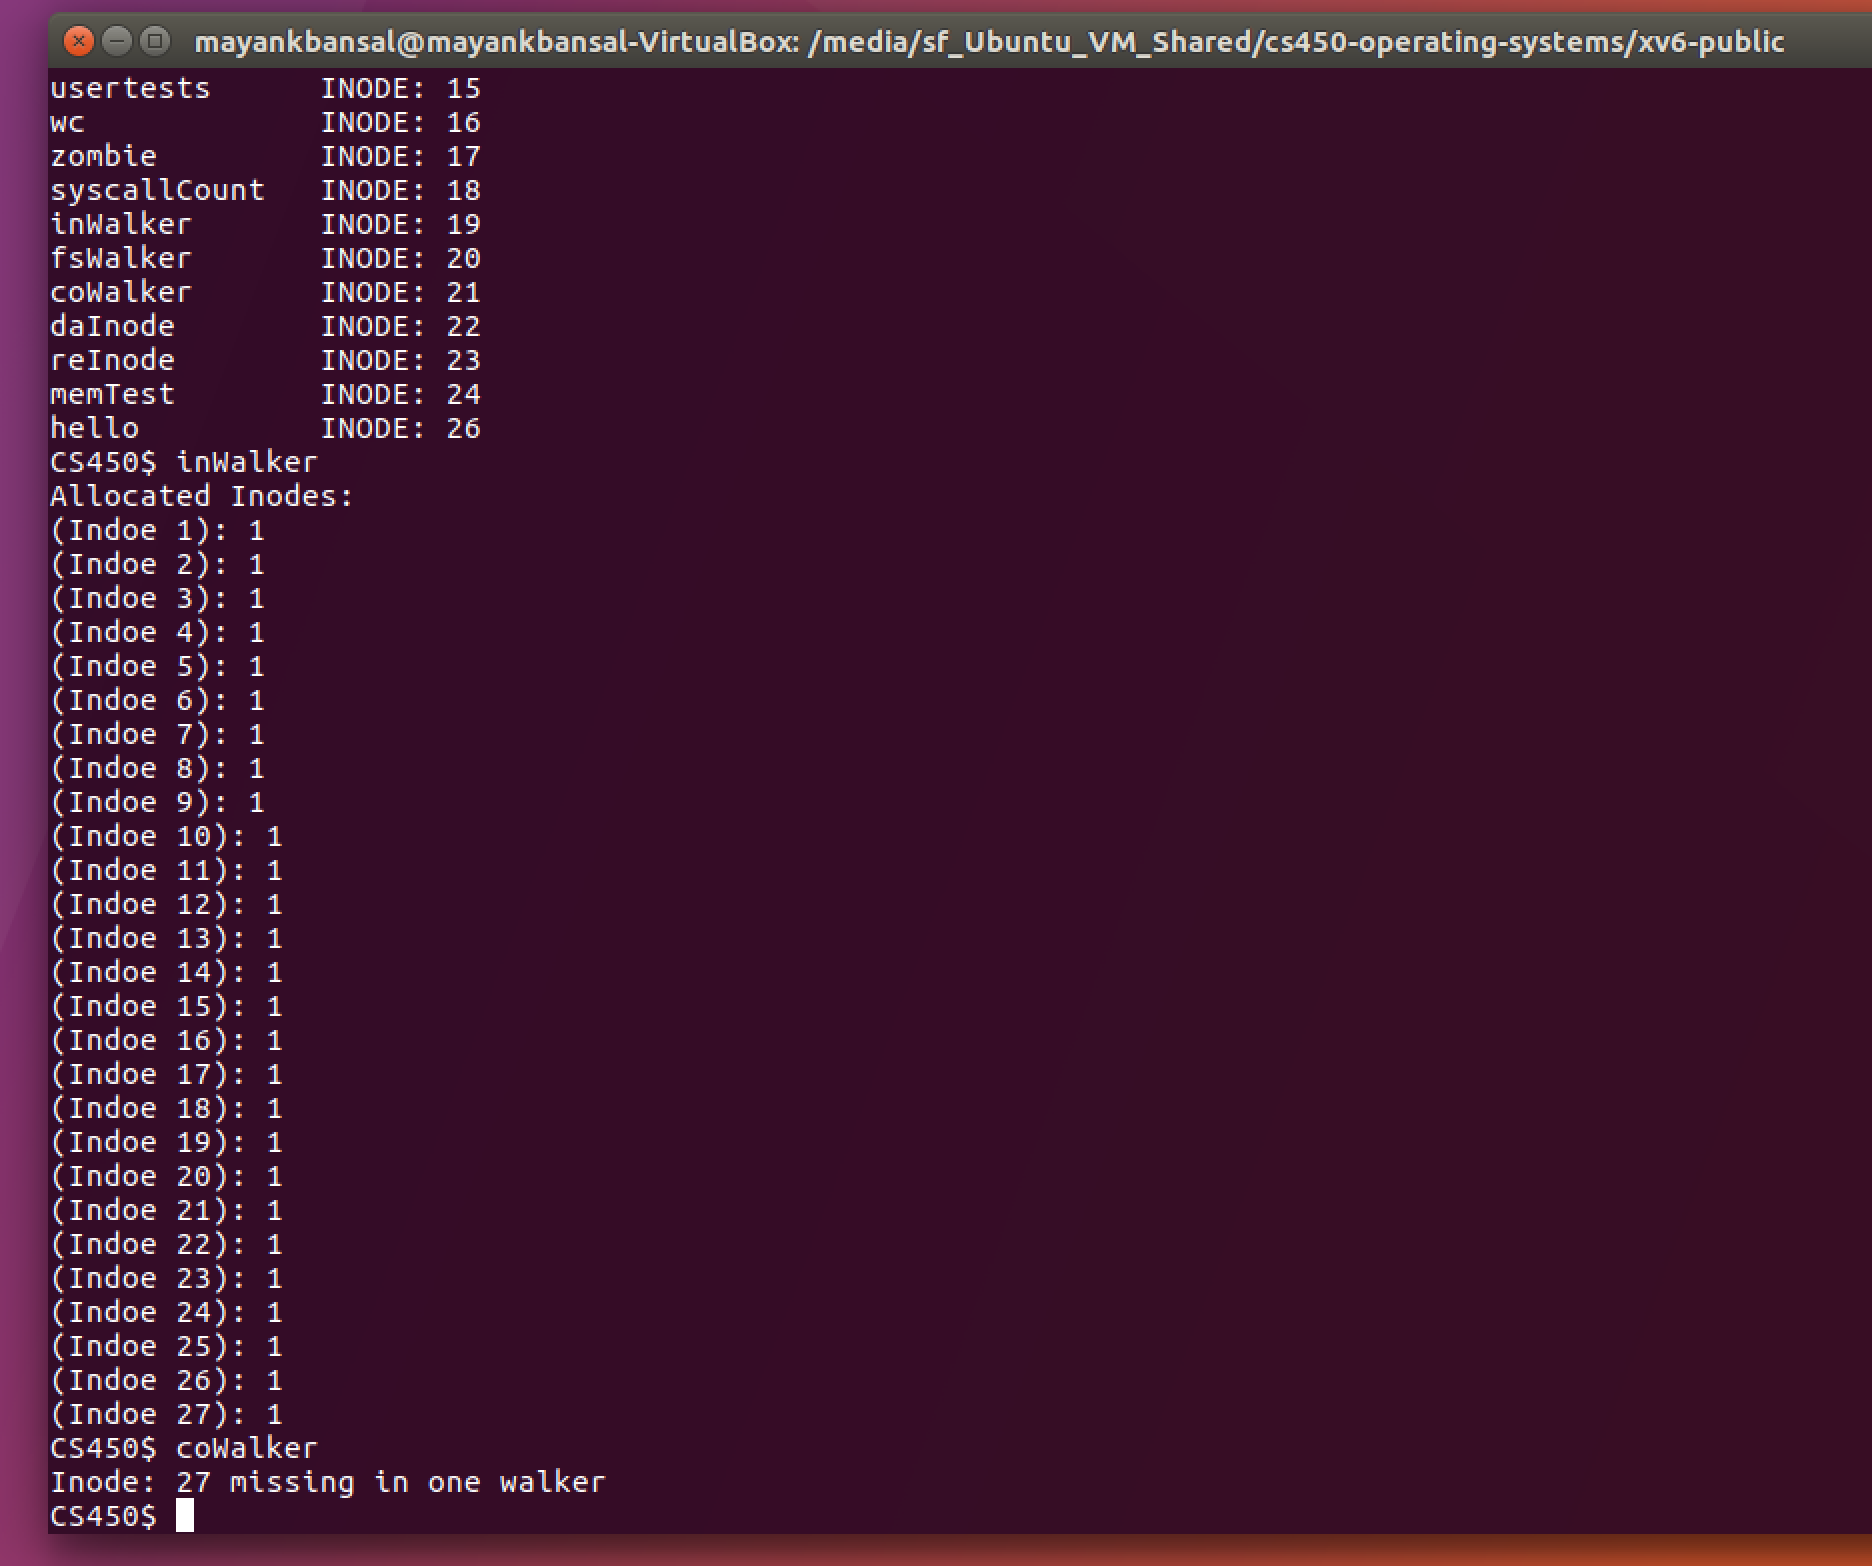 mayankbansal@mayankbansal-VirtualBox: /media/sf_Ubuntu_VM_Shared/cs450-operating-systems/xv6-public
usertests      INODE: 15
wc             INODE: 16
zombie         INODE: 17
syscallCount   INODE: 18
inWalker       INODE: 19
fsWalker       INODE: 20
coWalker       INODE: 21
daInode        INODE: 22
reInode        INODE: 23
memTest        INODE: 24
hello          INODE: 26
CS450$ inWalker
Allocated Inodes:
(Indoe 1): 1
(Indoe 2): 1
(Indoe 3): 1
(Indoe 4): 1
(Indoe 5): 1
(Indoe 6): 1
(Indoe 7): 1
(Indoe 8): 1
(Indoe 9): 1
(Indoe 10): 1
(Indoe 11): 1
(Indoe 12): 1
(Indoe 13): 1
(Indoe 14): 1
(Indoe 15): 1
(Indoe 16): 1
(Indoe 17): 1
(Indoe 18): 1
(Indoe 19): 1
(Indoe 20): 1
(Indoe 21): 1
(Indoe 22): 1
(Indoe 23): 1
(Indoe 24): 1
(Indoe 25): 1
(Indoe 26): 1
(Indoe 27): 1
CS450$ coWalker
Inode: 27 missing in one walker
CS450$